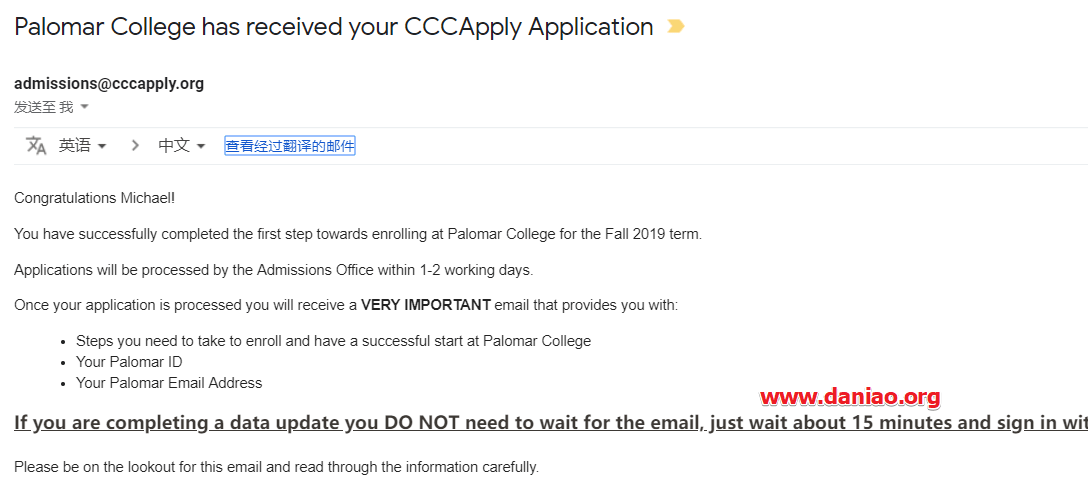 Palomar College has received your CCCApply Application
admissions@cccapply.org
发送至 我
英语 中文 查看经过翻译的邮件
Congratulations Michael!
You have successfully completed the first step towards enrolling at Palomar College for the Fall 2019 term.
Applications will be processed by the Admissions Office within 1-2 working days.
Once your application is processed you will receive a VERY IMPORTANT email that provides you with:
Steps you need to take to enroll and have a successful start at Palomar College
Your Palomar ID
Your Palomar Email Address
www.daniao.org
If you are completing a data update you DO NOT need to wait for the email, just wait about 15 minutes and sign in
Please be on the lookout for this email and read through the information carefully.